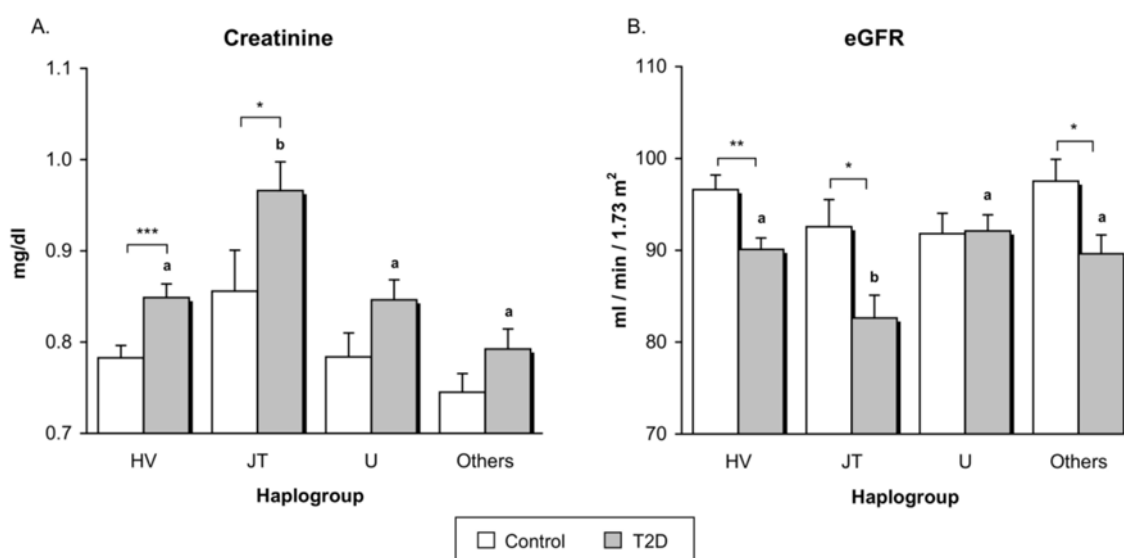 A.
Creatinine
mg/dl
1.1
1.0
0.9
0.8
0.7
***
a
*
b
a
a
HV JT U Others
Haplogroup
B.
eGFR
ml / min / 1.73 m²
110
100
90
80
70
**
a
*
b
a
*
a
HV JT U Others
Haplogroup
Control T2D